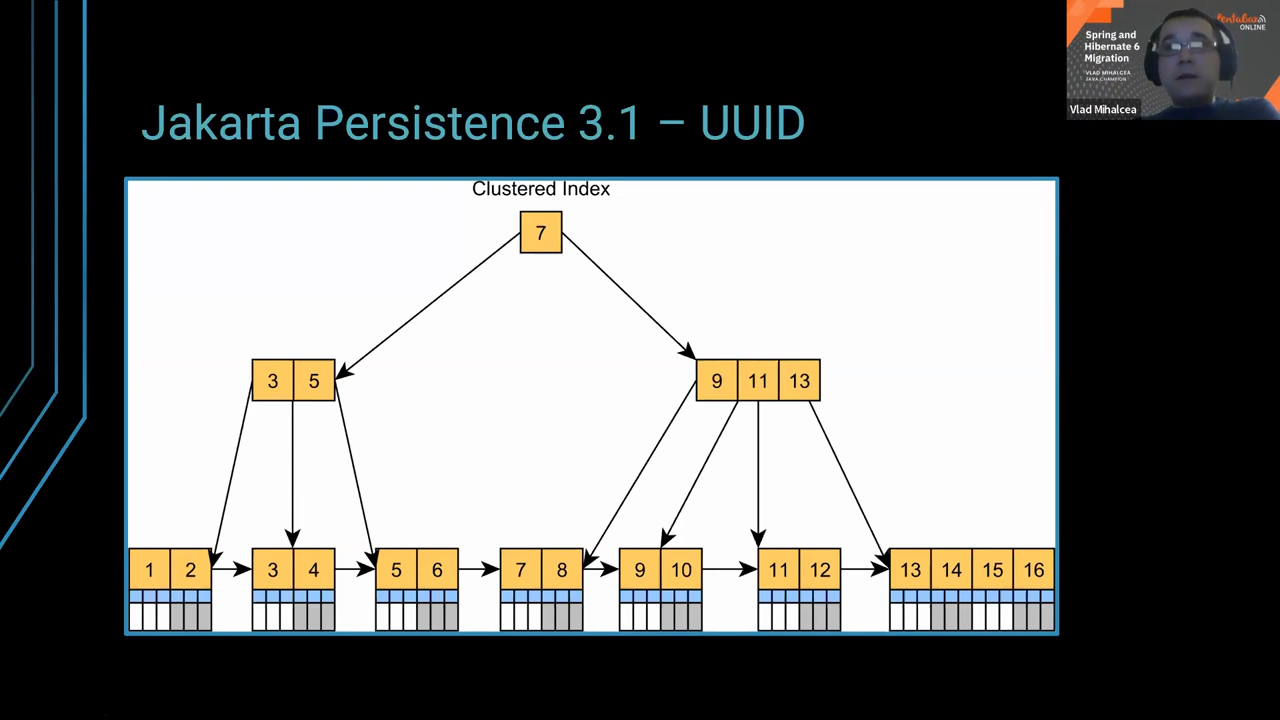 Jakarta Persistence 3.1 – UUID
Clustered Index
7
3 5
9 11 13
1 2 3 4 5 6 7 8 9 10 11 12 13 14 15 16
Spring and
Hibernate 6
Migration
VLAD MIHALCEA
JAVA CHAMPION
ONLINE
Vlad Mihalcea